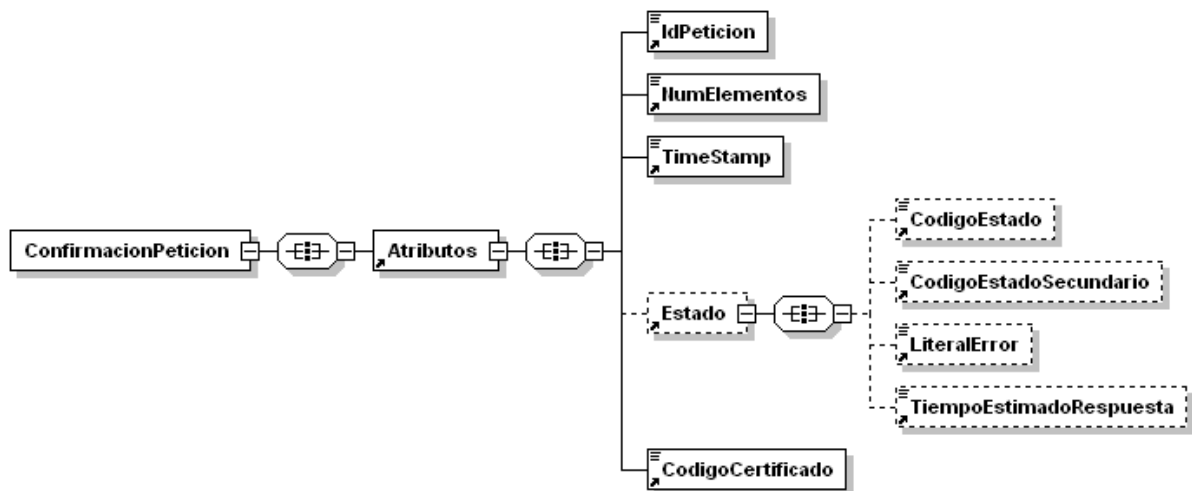 IdPeticion
NumElementos
TimeStamp
CodigoEstado
ConfirmacionPeticion
Atributos
CodigoEstadoSecundario
Estado
LiteralError
TiempoEstimadoRespuesta
CodigoCertificado